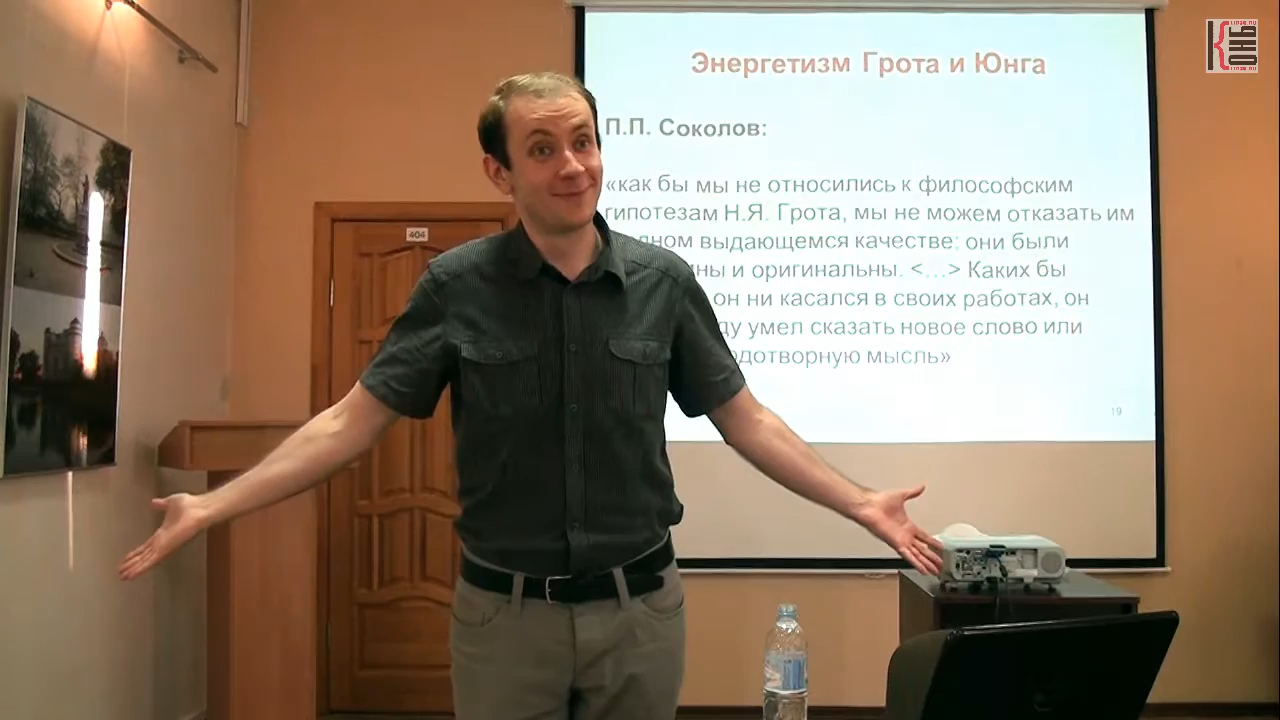 Энергетизм Грота и Юнга
П.П. Соколов:
«как бы мы не относились к философским
гипотезам Н.Я. Грота, мы не можем отказать им
выдающемся качестве: они были
и оригинальны. <...> Каких бы
он ни касался в своих работах, он
умел сказать новое слово или
мысль»
19
404